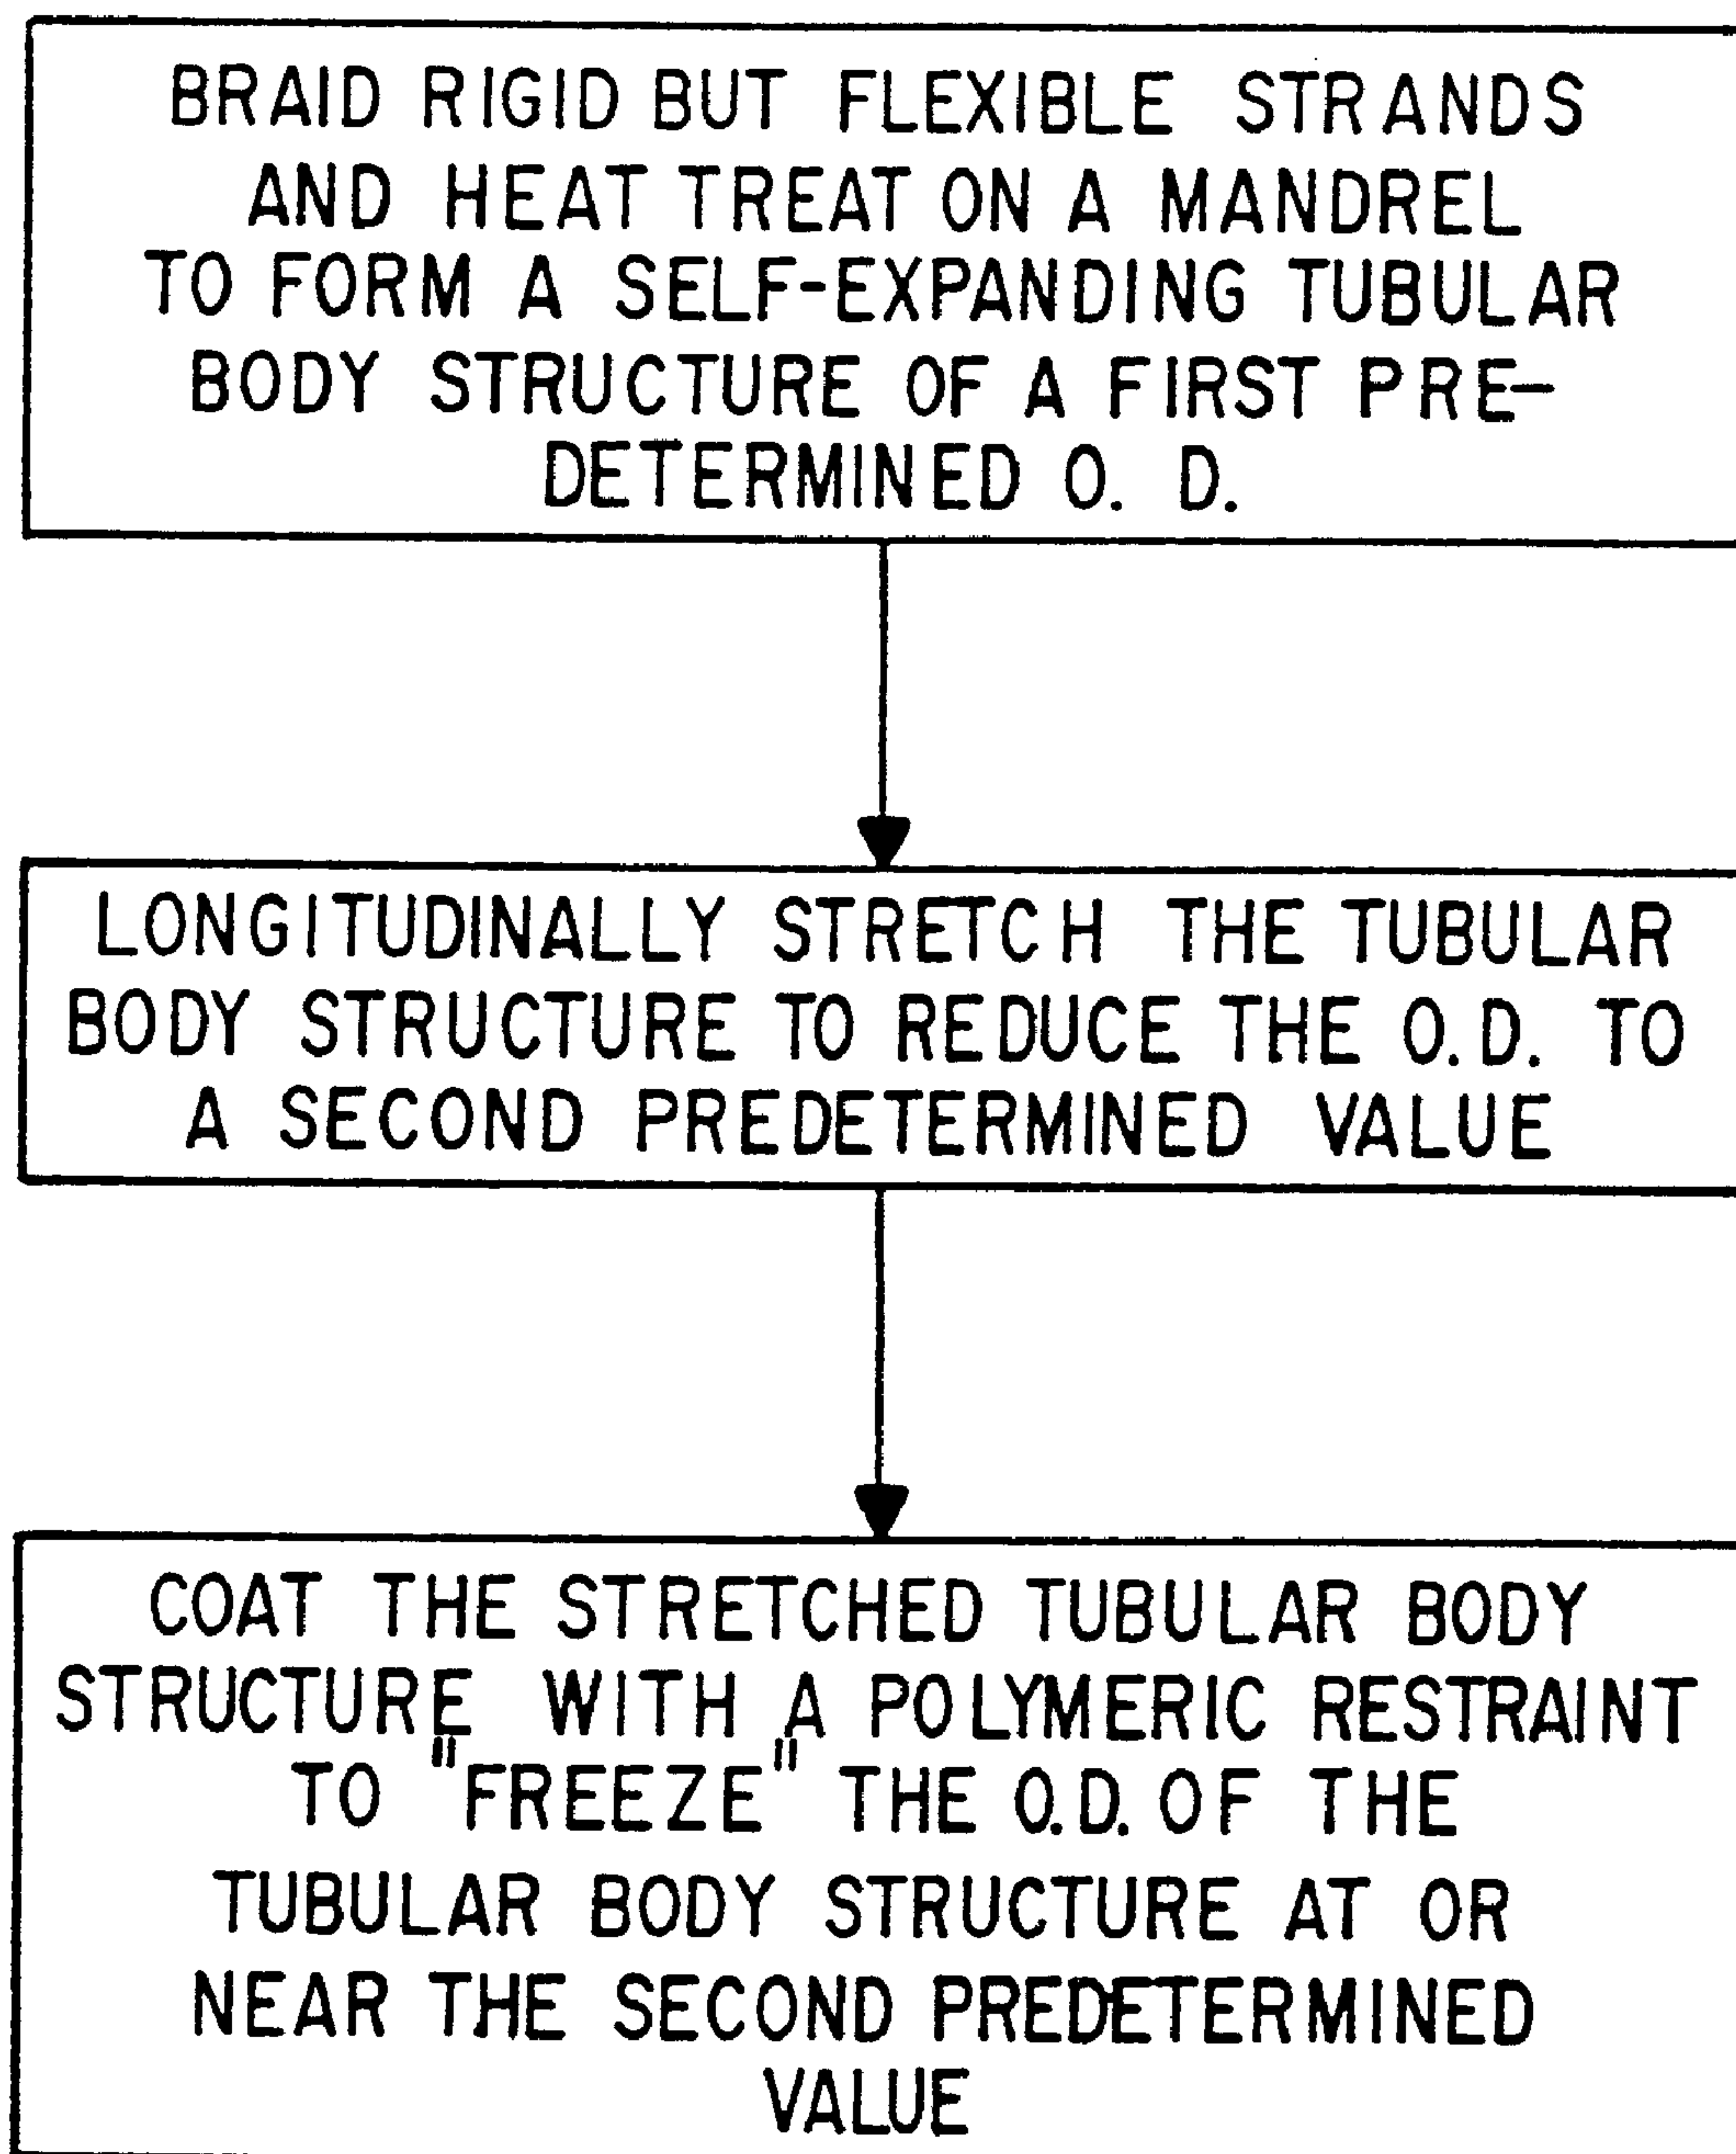 BRAID RIGID BUT FLEXIBLE STRANDS
AND HEAT TREAT ON A MANDREL
TO FORM A SELF-EXPANDING TUBULAR
BODY STRUCTURE OF A FIRST PRE-
DETERMINED O. D.
LONGITUDINALLY STRETCH THE TUBULAR
BODY STRUCTURE TO REDUCE THE O.D. TO
A SECOND PREDETERMINED VALUE
COAT THE STRETCHED TUBULAR BODY
STRUCTURE WITH A POLYMERIC RESTRAINT
TO "FREEZE" THE O.D. OF THE
TUBULAR BODY STRUCTURE AT OR
NEAR THE SECOND PREDETERMINED
VALUE